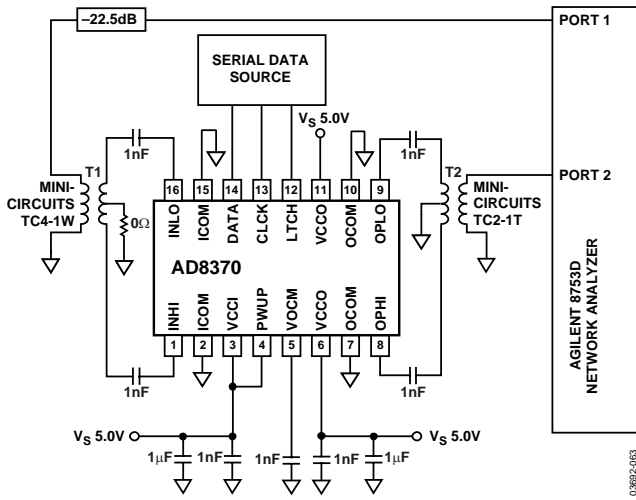 –22.5dB
PORT 1
SERIAL DATA
SOURCE
VS 5.0V
1nF
1nF
T1
T2
PORT 2
MINI-
CIRCUITS
TC4-1W
0Ω
MINI-
CIRCUITS
TC2-1T
16
15
14
13
12
11
10
9
INLO
ICOM
DATA
CLCK
LTCH
VCCO
OCOM
OPLO
AD8370
INHI
ICOM
VCCI
PWUP
VOCM
VCCO
OCOM
OPHI
1
2
3
4
5
6
7
8
1nF
1nF
VS 5.0V
VS 5.0V
1µF
1nF
1nF
1nF
1µF
AGILENT 8753D
NETWORK ANALYZER
03692-063